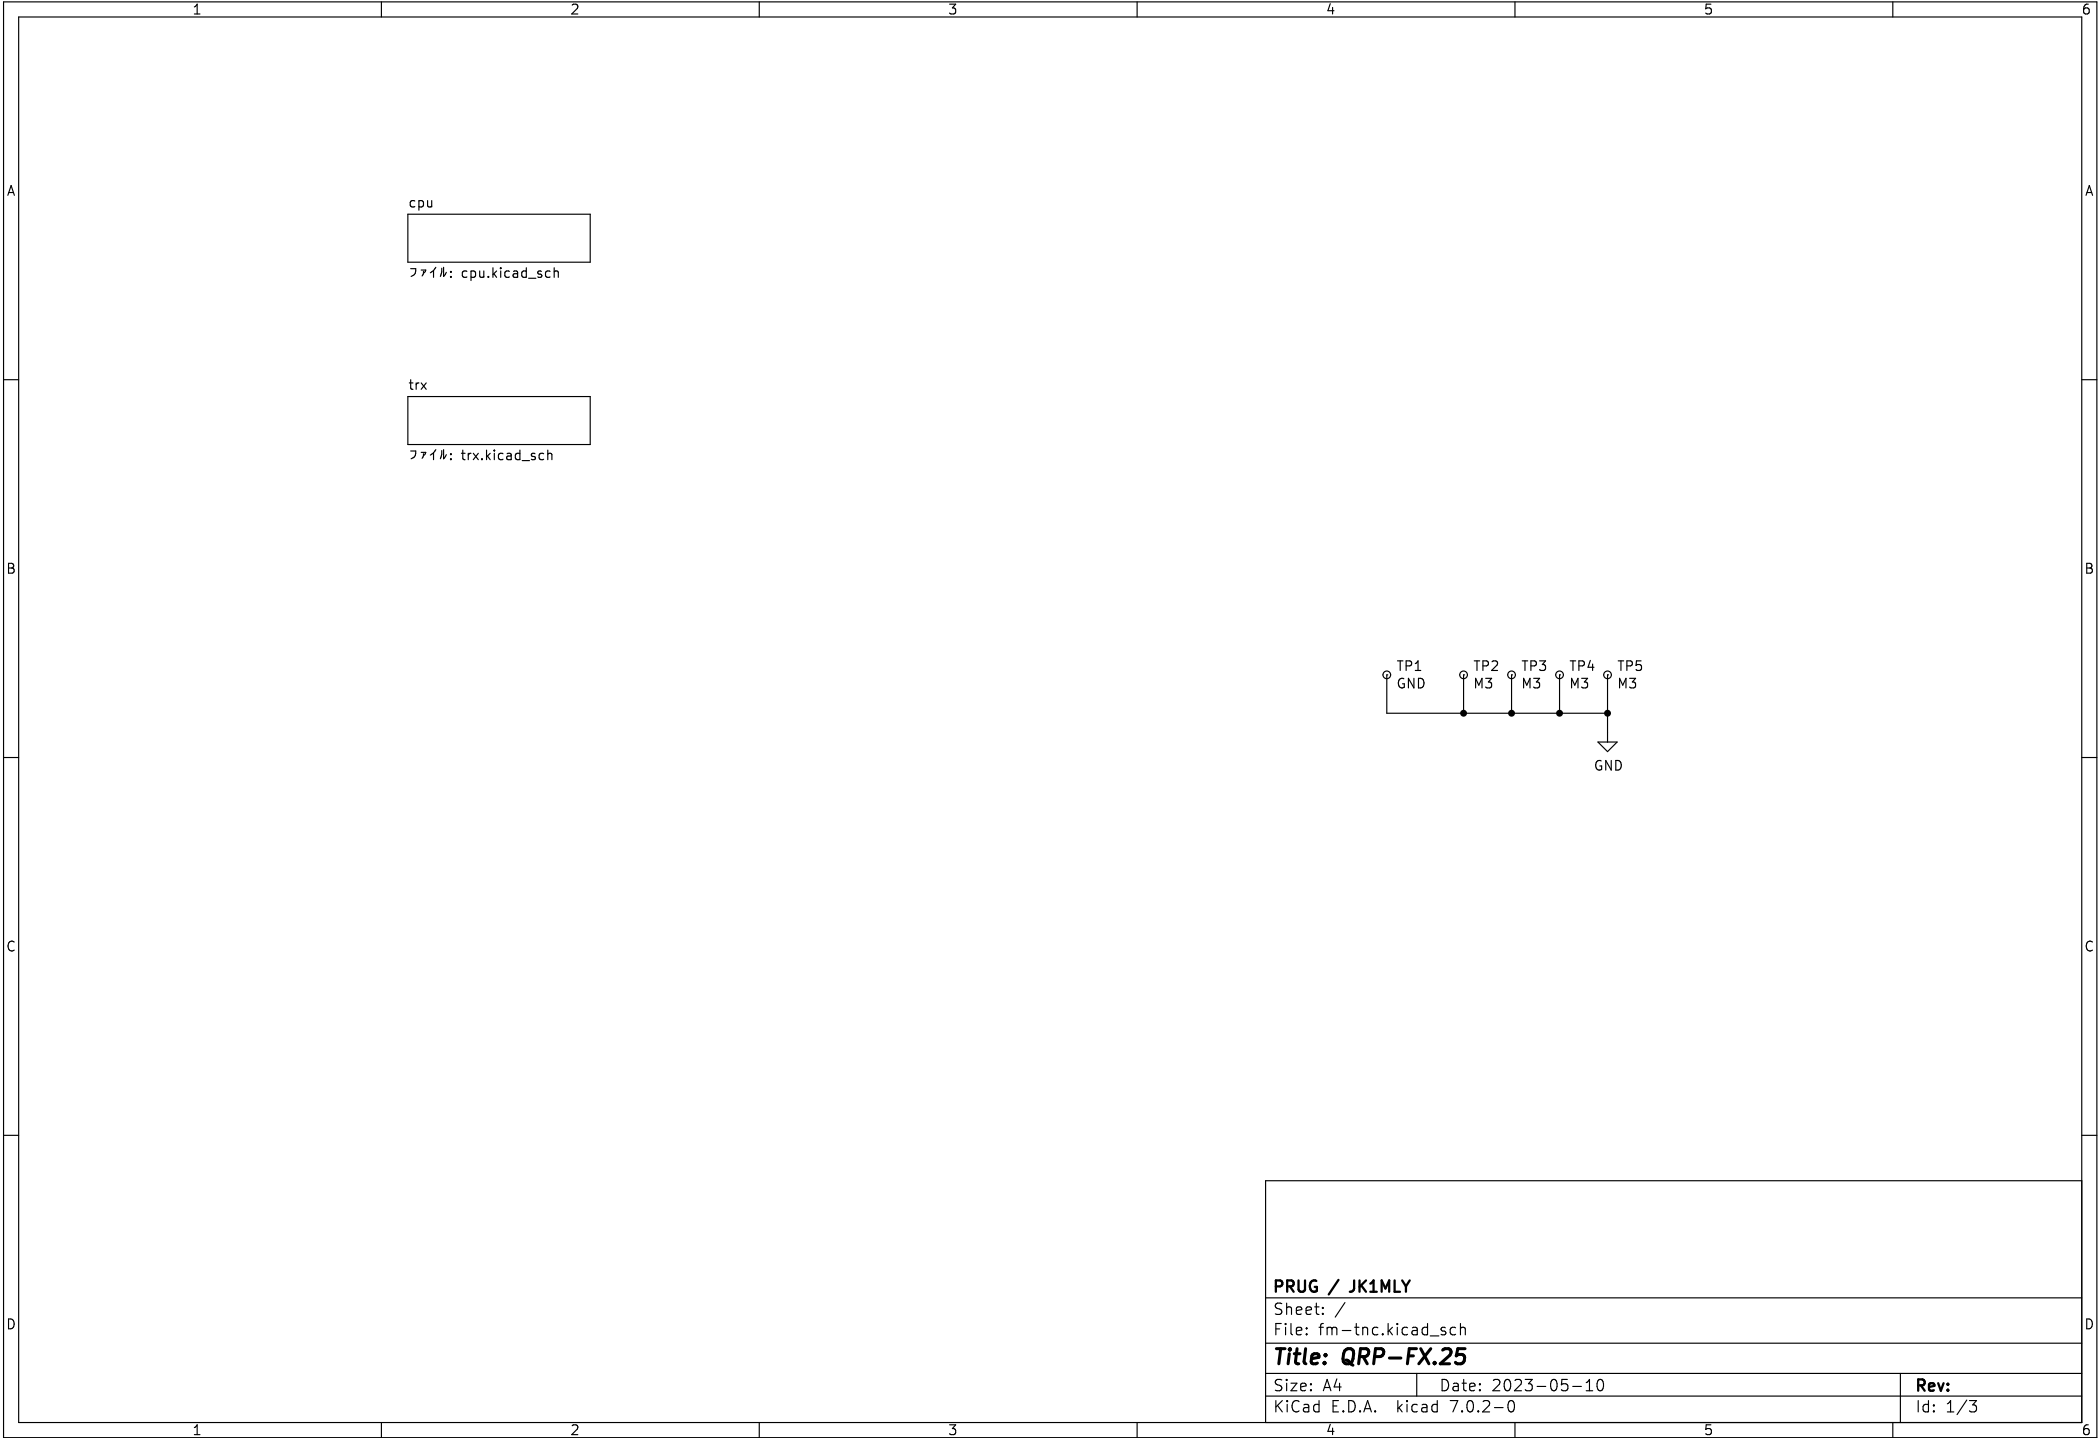 1 2 3 4 5 6
A A
cpu
ファイル: cpu.kicad_sch
trx
ファイル: trx.kicad_sch
B B
TP1 TP2 TP3 TP4 TP5
GND M3 M3 M3 M3
GND
C C
PRUG / JK1MLY
Sheet: /
File: fm-tnc.kicad_sch
D D
Title: QRP-FX.25
Size: A4 Date: 2023-05-10 Rev:
KiCad E.D.A. kicad 7.0.2-0 Id: 1/3
1 2 3 4 5 6